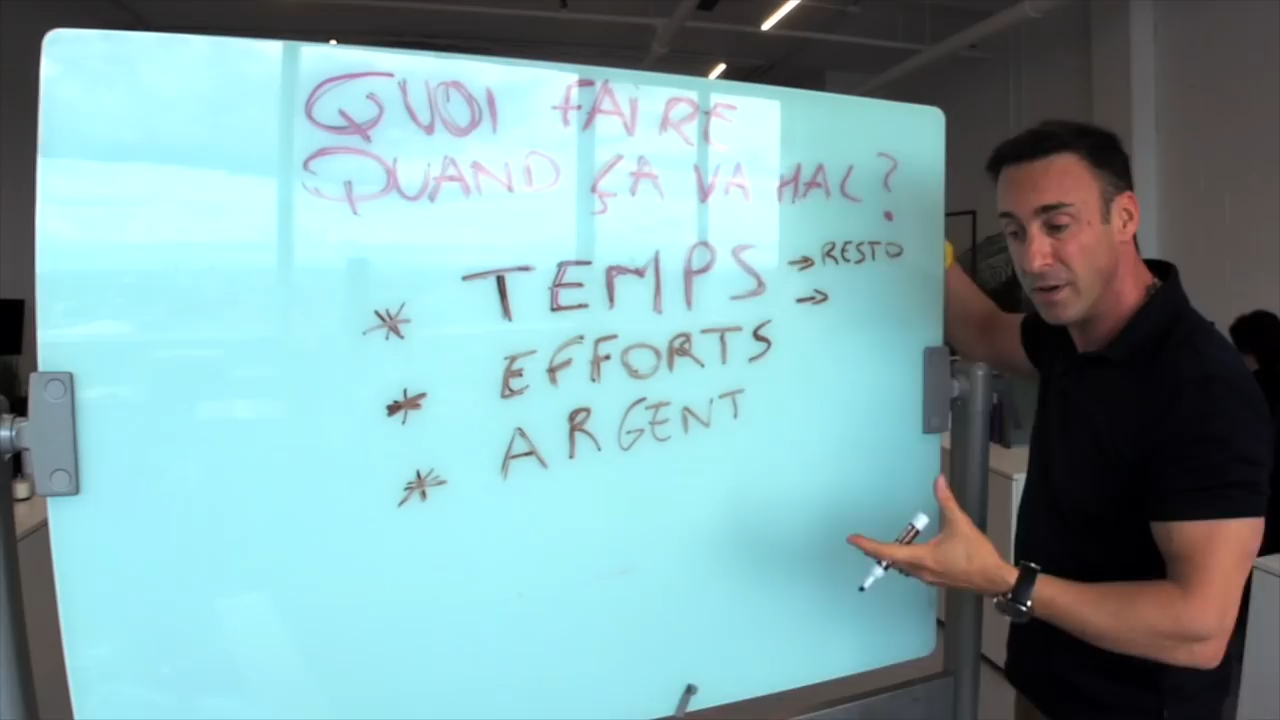 QUOI FAIRE
QUAND ÇA VA MAL?
* TEMPS → RESTO
→
* EFFORTS
* ARGENT